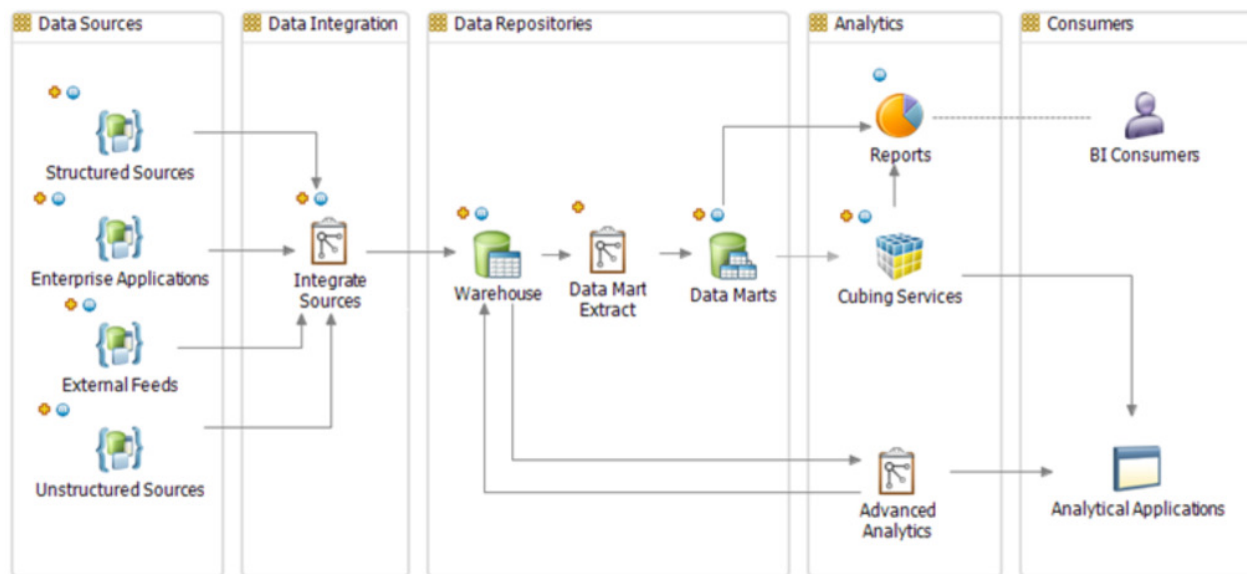 Data Sources
Data Integration
Data Repositories
Analytics
Consumers
Structured Sources
Enterprise Applications
External Feeds
Unstructured Sources
Integrate
Sources
Warehouse
Data Mart
Extract
Data Marts
Reports
Cubing Services
Advanced
Analytics
BI Consumers
Analytical Applications